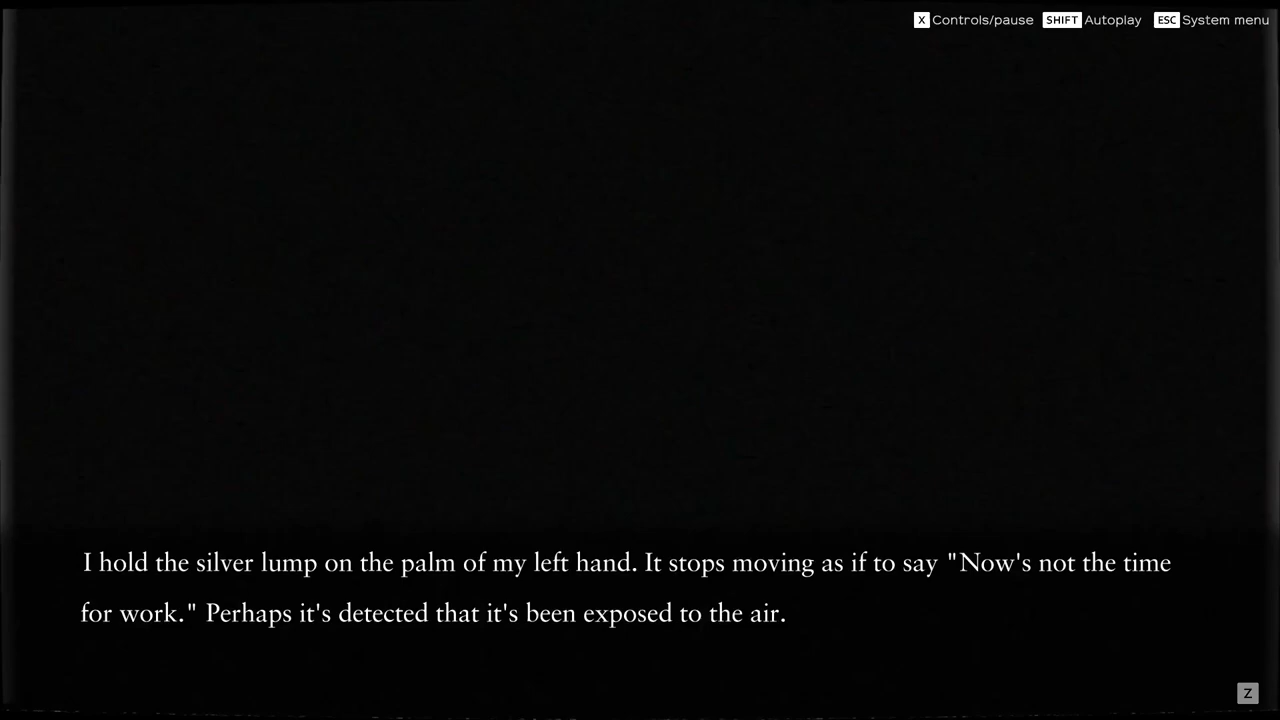 X Controls/pause SHIFT Autoplay ESC System menu
I hold the silver lump on the palm of my left hand. It stops moving as if to say "Now's not the time
for work." Perhaps it's detected that it's been exposed to the air.
Z